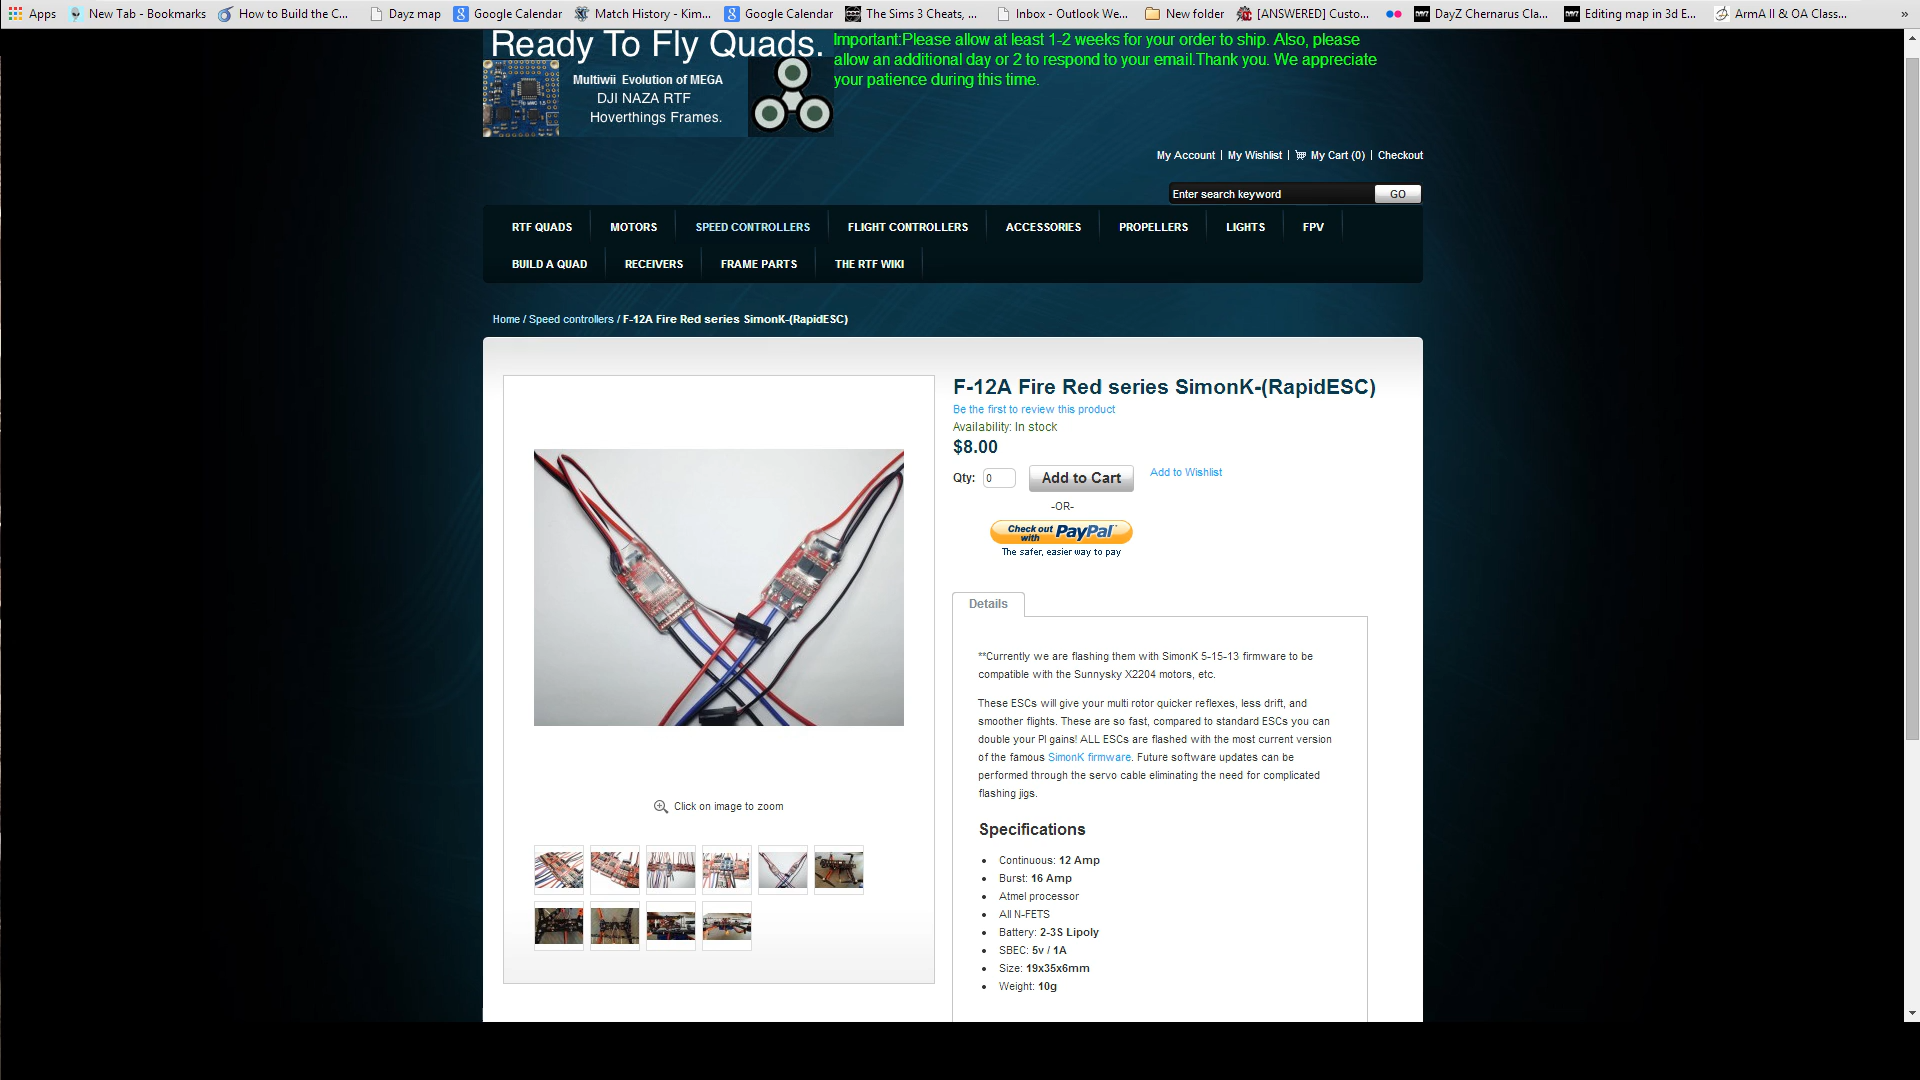 Apps New Tab - Bookmarks How to Build the C... Dayz map Google Calendar Match History - Kim... Google Calendar The Sims 3 Cheats, ... Inbox - Outlook We... New folder [ANSWERED] Custo... DayZ Chernarus Cla... Editing map in 3d E... ArmA II & OA Class... »
Ready To Fly Quads.
Multiwii Evolution of MEGA
DJI NAZA RTF
Hoverthings Frames.
Important:Please allow at least 1-2 weeks for your order to ship. Also, please
allow an additional day or 2 to respond to your email.Thank you. We appreciate
your patience during this time.
My Account | My Wishlist | My Cart (0) | Checkout
Enter search keyword GO
RTF QUADS MOTORS SPEED CONTROLLERS FLIGHT CONTROLLERS ACCESSORIES PROPELLERS LIGHTS FPV
BUILD A QUAD RECEIVERS FRAME PARTS THE RTF WIKI
Home / Speed controllers / F-12A Fire Red series SimonK-(RapidESC)
Click on image to zoom
F-12A Fire Red series SimonK-(RapidESC)
Be the first to review this product
Availability: In stock
$8.00
Qty: 0 Add to Cart Add to Wishlist
-OR-
Check out with PayPal
The safer, easier way to pay
Details
**Currently we are flashing them with SimonK 5-15-13 firmware to be
compatible with the Sunnysky X2204 motors, etc.
These ESCs will give your multi rotor quicker reflexes, less drift, and
smoother flights. These are so fast, compared to standard ESCs you can
double your PI gains! ALL ESCs are flashed with the most current version
of the famous SimonK firmware. Future software updates can be
performed through the servo cable eliminating the need for complicated
flashing jigs.
Specifications
• Continuous: 12 Amp
• Burst: 16 Amp
• Atmel processor
• All N-FETS
• Battery: 2-3S Lipoly
• SBEC: 5v / 1A
• Size: 19x35x6mm
• Weight: 10g